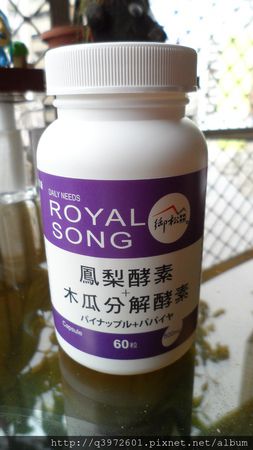 DAILY NEEDS
ROYAL
SONG
御松森
鳳梨酵素
+
木瓜分解酵素
パイナップル+パパイヤ
Capsule
60粒
http://q3972601.pixnet.net/album